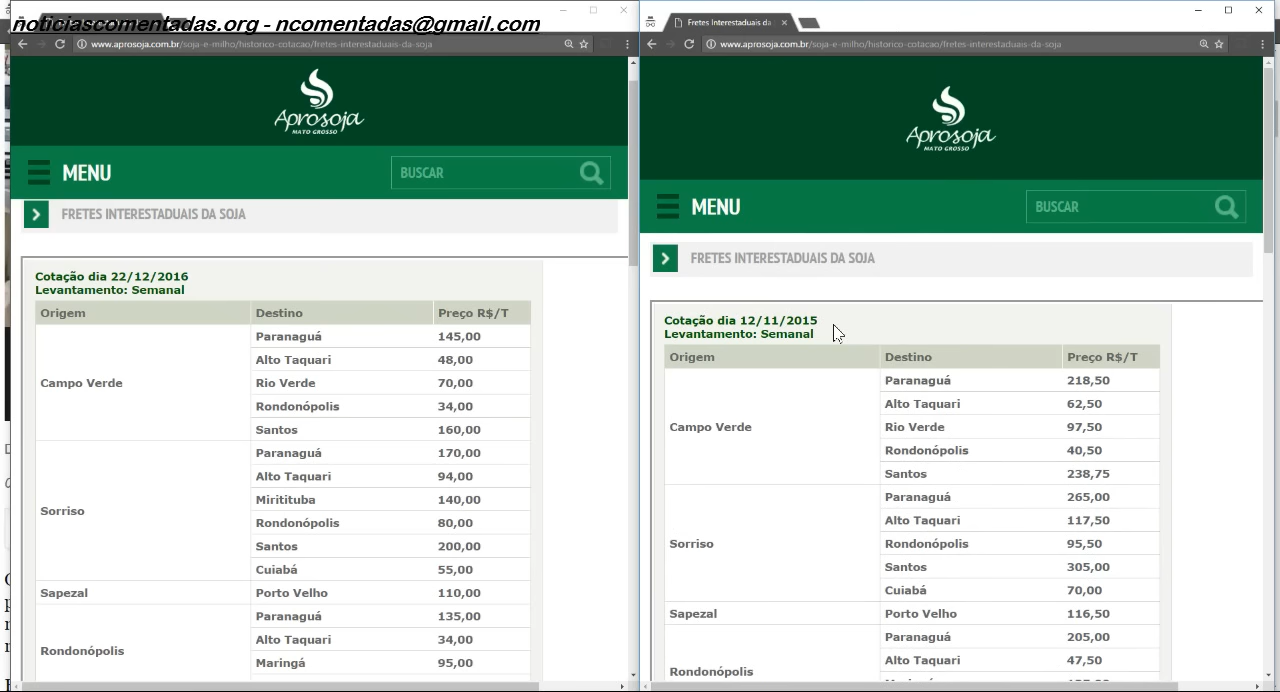 noticiascomentadas.org - ncomentadas@gmail.com
www.aprosoja.com.br/soja-e-milho/historico-cotacao/fretes-interestaduais-da-soja
Aprosoja
MATO GROSSO
MENU
BUSCAR
FRETES INTERESTADUAIS DA SOJA
Cotação dia 22/12/2016
Levantamento: Semanal
Origem Destino Preço R$/T
Paranaguá 145,00
Alto Taquari 48,00
Campo Verde Rio Verde 70,00
Rondonópolis 34,00
Santos 160,00
Paranaguá 170,00
Alto Taquari 94,00
Miritituba 140,00
Sorriso
Rondonópolis 80,00
Santos 200,00
Cuiabá 55,00
Sapezal Porto Velho 110,00
Paranaguá 135,00
Alto Taquari 34,00
Rondonópolis
Maringá 95,00
Fretes Interestaduais da
www.aprosoja.com.br/soja-e-milho/historico-cotacao/fretes-interestaduais-da-soja
Aprosoja
MATO GROSSO
MENU
BUSCAR
FRETES INTERESTADUAIS DA SOJA
Cotação dia 12/11/2015
Levantamento: Semanal
Origem Destino Preço R$/T
Paranaguá 218,50
Alto Taquari 62,50
Campo Verde Rio Verde 97,50
Rondonópolis 40,50
Santos 238,75
Paranaguá 265,00
Alto Taquari 117,50
Sorriso Rondonópolis 95,50
Santos 305,00
Cuiabá 70,00
Sapezal Porto Velho 116,50
Paranaguá 205,00
Alto Taquari 47,50
Rondonópolis